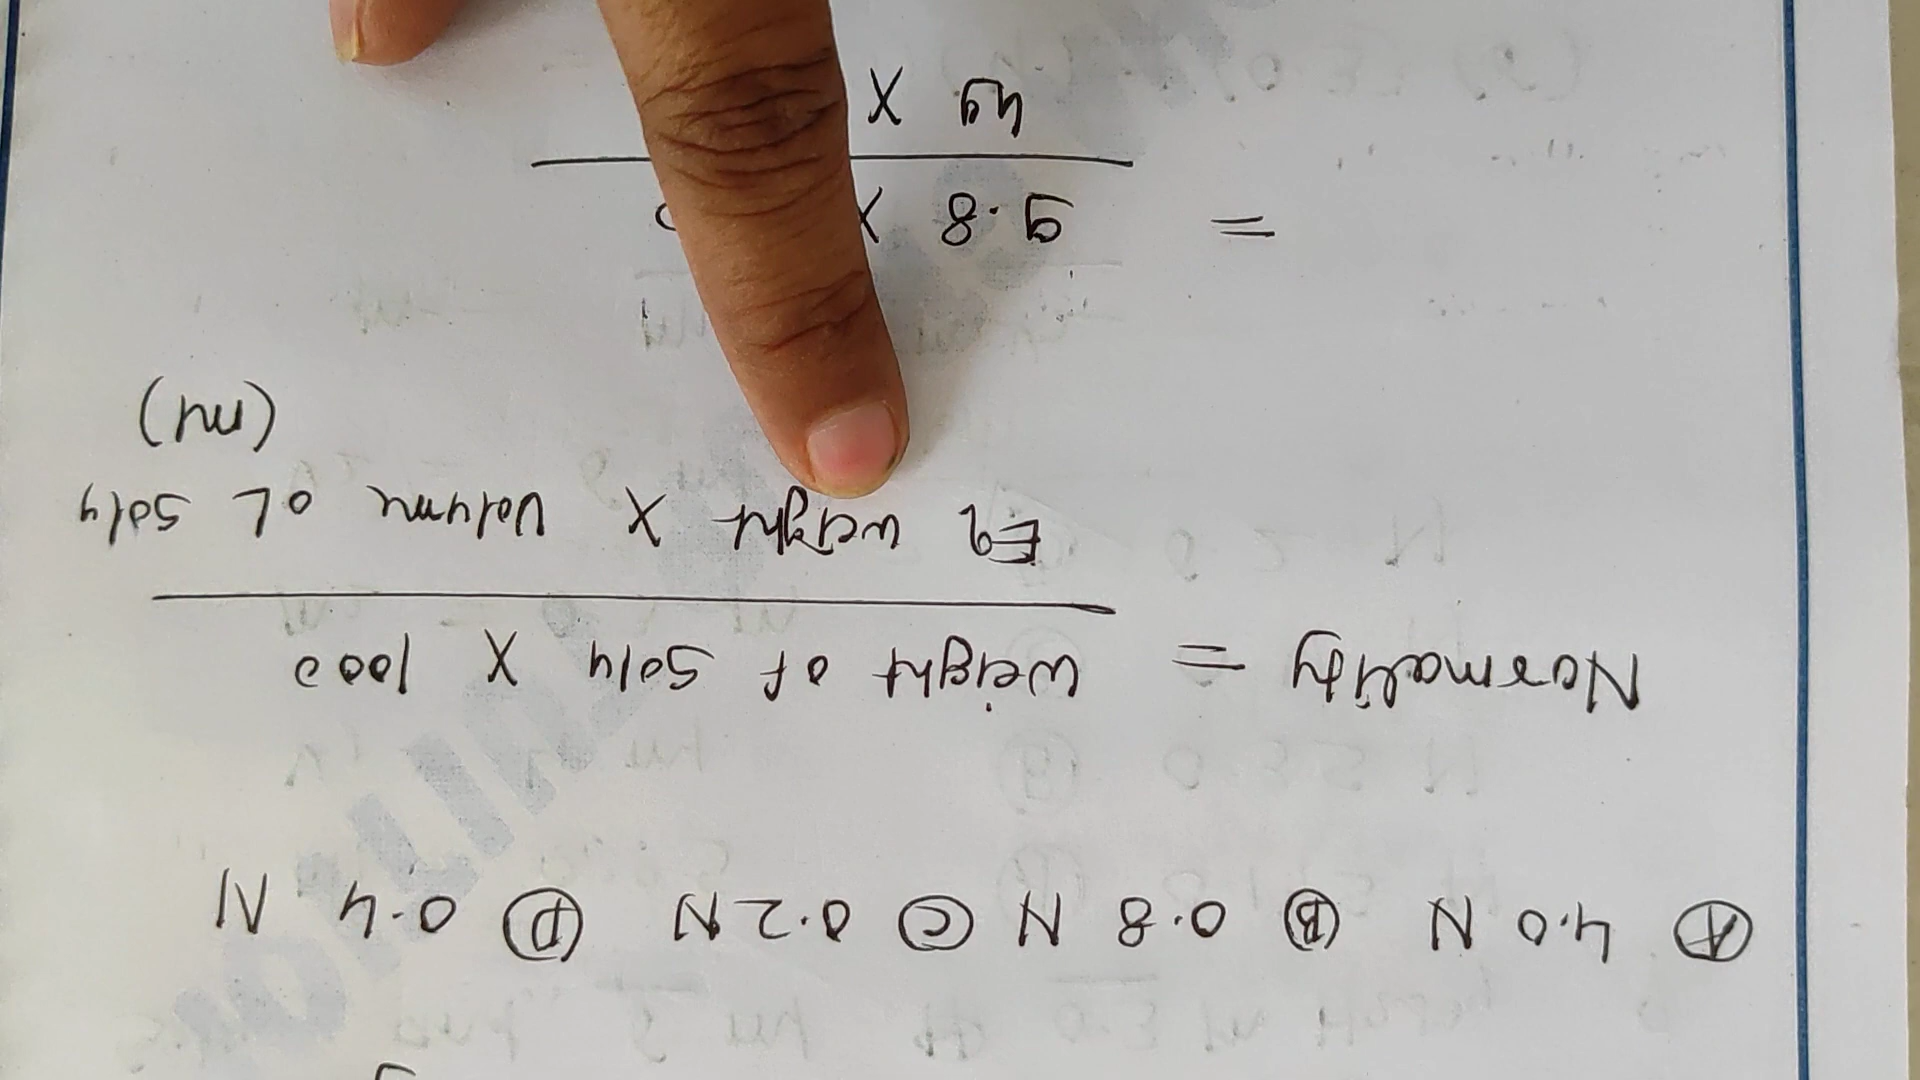 Ⓐ 4.0 N Ⓑ 0.8 N Ⓒ 0.2 N Ⓓ 0.4 N
Normality = weight of Solu X 1000
Eq weight X Volume of Solu
(ml)
= 9.8 X
49 X